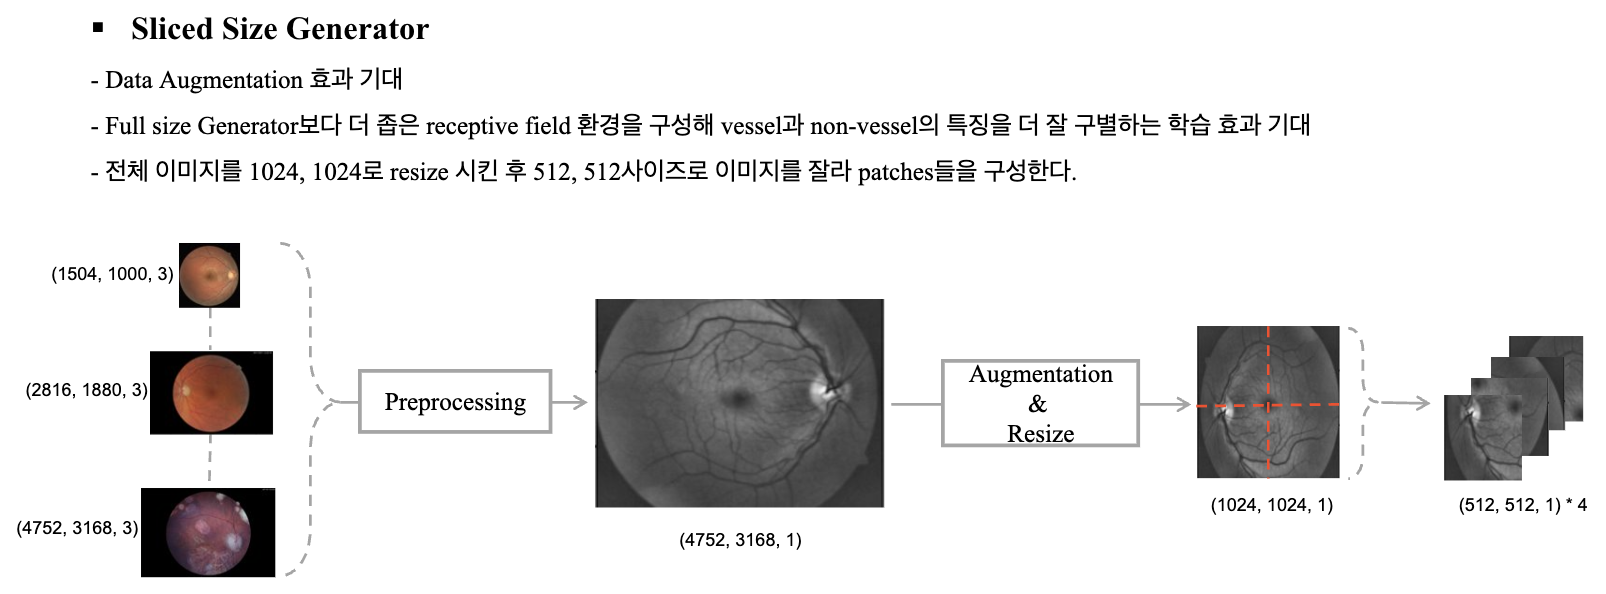 ▪ Sliced Size Generator
- Data Augmentation 효과 기대
- Full size Generator보다 더 좁은 receptive field 환경을 구성해 vessel과 non-vessel의 특징을 더 잘 구별하는 학습 효과 기대
- 전체 이미지를 1024, 1024로 resize 시킨 후 512, 512사이즈로 이미지를 잘라 patches들을 구성한다.
(1504, 1000, 3)
(2816, 1880, 3)
(4752, 3168, 3)
Preprocessing
(4752, 3168, 1)
Augmentation
&
Resize
(1024, 1024, 1)
(512, 512, 1) * 4